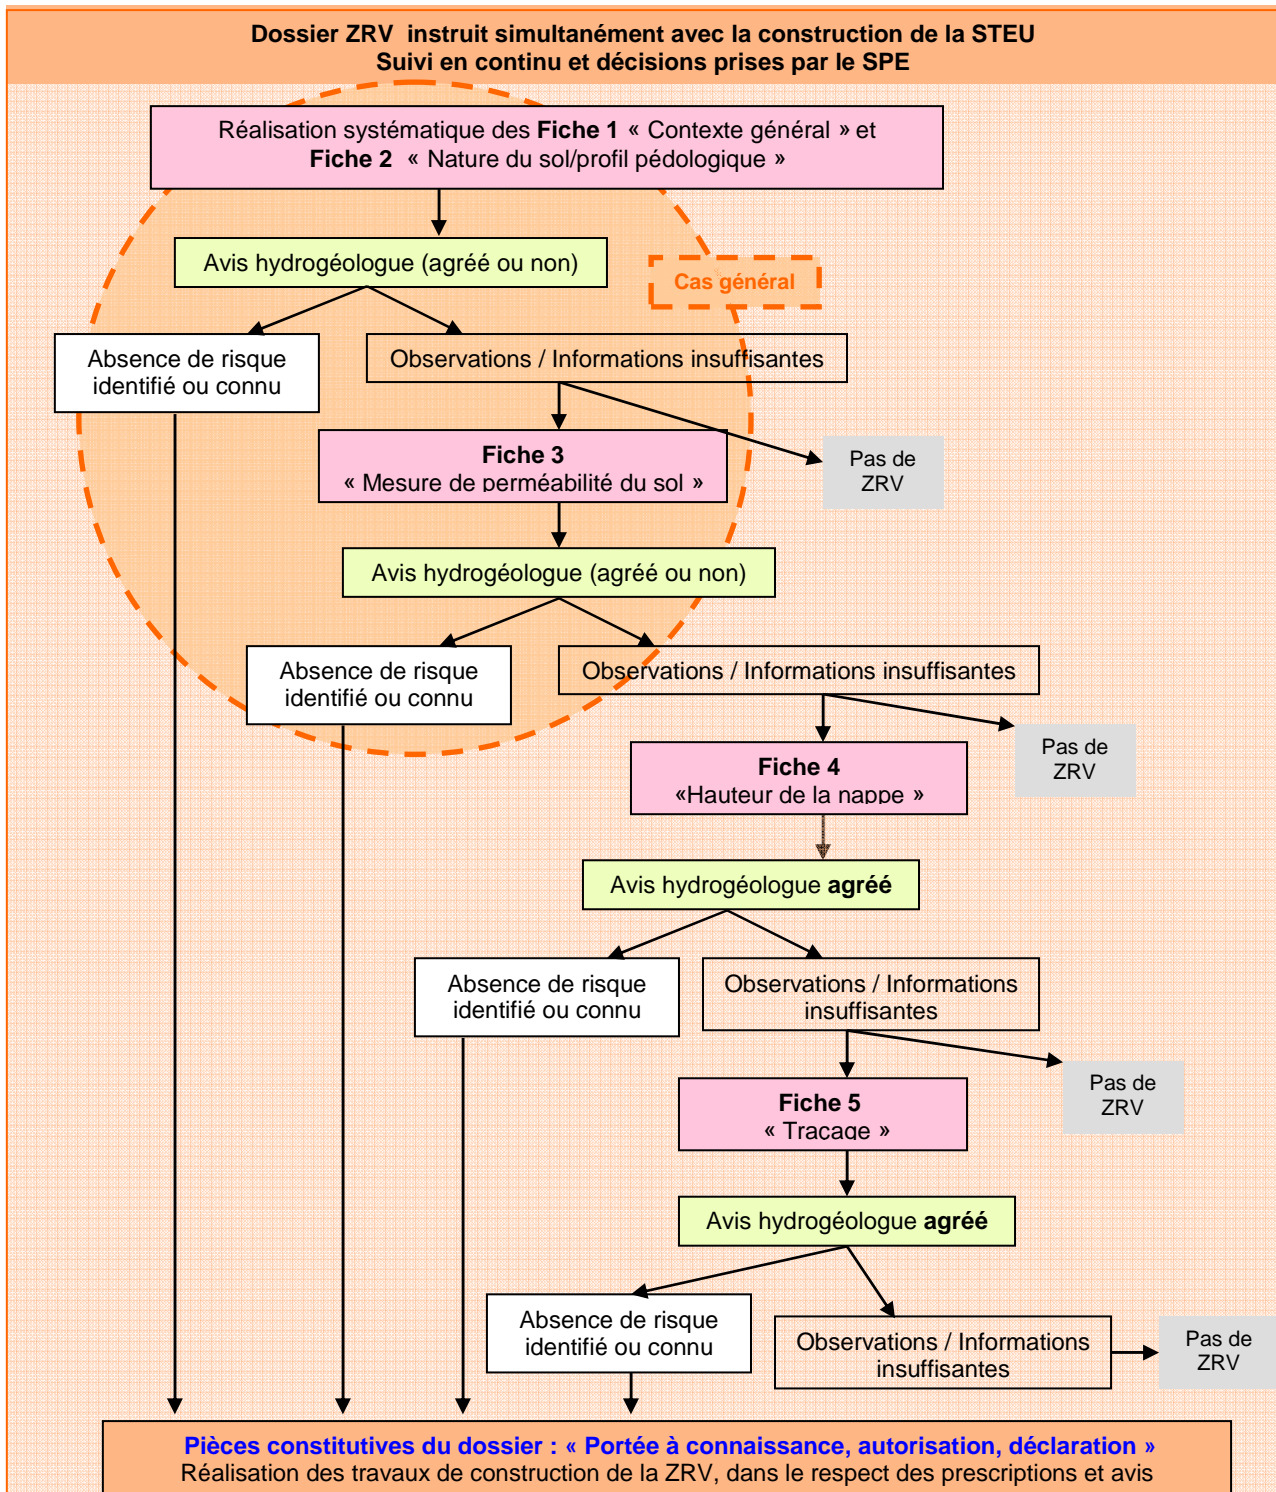 Dossier ZRV instruit simultanément avec la construction de la STEU
Suivi en continu et décisions prises par le SPE
Réalisation systématique des Fiche 1 « Contexte général » et
Fiche 2 « Nature du sol/profil pédologique »
Avis hydrogéologue (agréé ou non)
Cas général
Absence de risque
identifié ou connu
Observations / Informations insuffisantes
Fiche 3
« Mesure de perméabilité du sol »
Pas de
ZRV
Avis hydrogéologue (agréé ou non)
Absence de risque
identifié ou connu
Observations / Informations insuffisantes
Fiche 4
«Hauteur de la nappe »
Pas de
ZRV
Avis hydrogéologue agréé
Absence de risque
identifié ou connu
Observations / Informations
insuffisantes
Fiche 5
« Traçage »
Pas de
ZRV
Avis hydrogéologue agréé
Absence de risque
identifié ou connu
Observations / Informations
insuffisantes
Pas de
ZRV
Pièces constitutives du dossier : « Portée à connaissance, autorisation, déclaration »
Réalisation des travaux de construction de la ZRV, dans le respect des prescriptions et avis